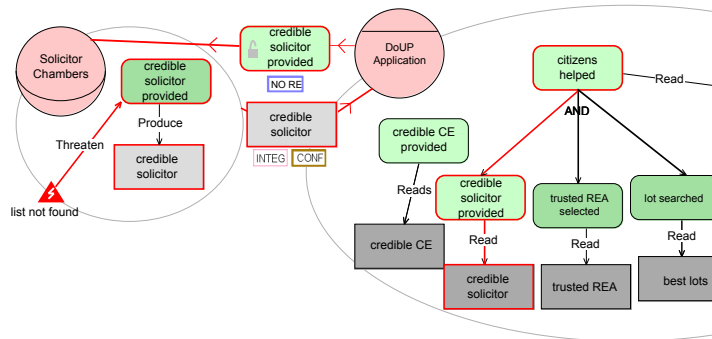 Solicitor
Chambers
credible
solicitor
provided
Produce
credible
solicitor
Threaten
list not found
credible
solicitor
provided
NO RE
credible
solicitor
INTEG
CONF
DoUP
Application
citizens
helped
Read
AND
credible CE
provided
Reads
credible CE
credible
solicitor
provided
Read
credible
solicitor
trusted REA
selected
Read
trusted REA
lot searched
Read
best lots